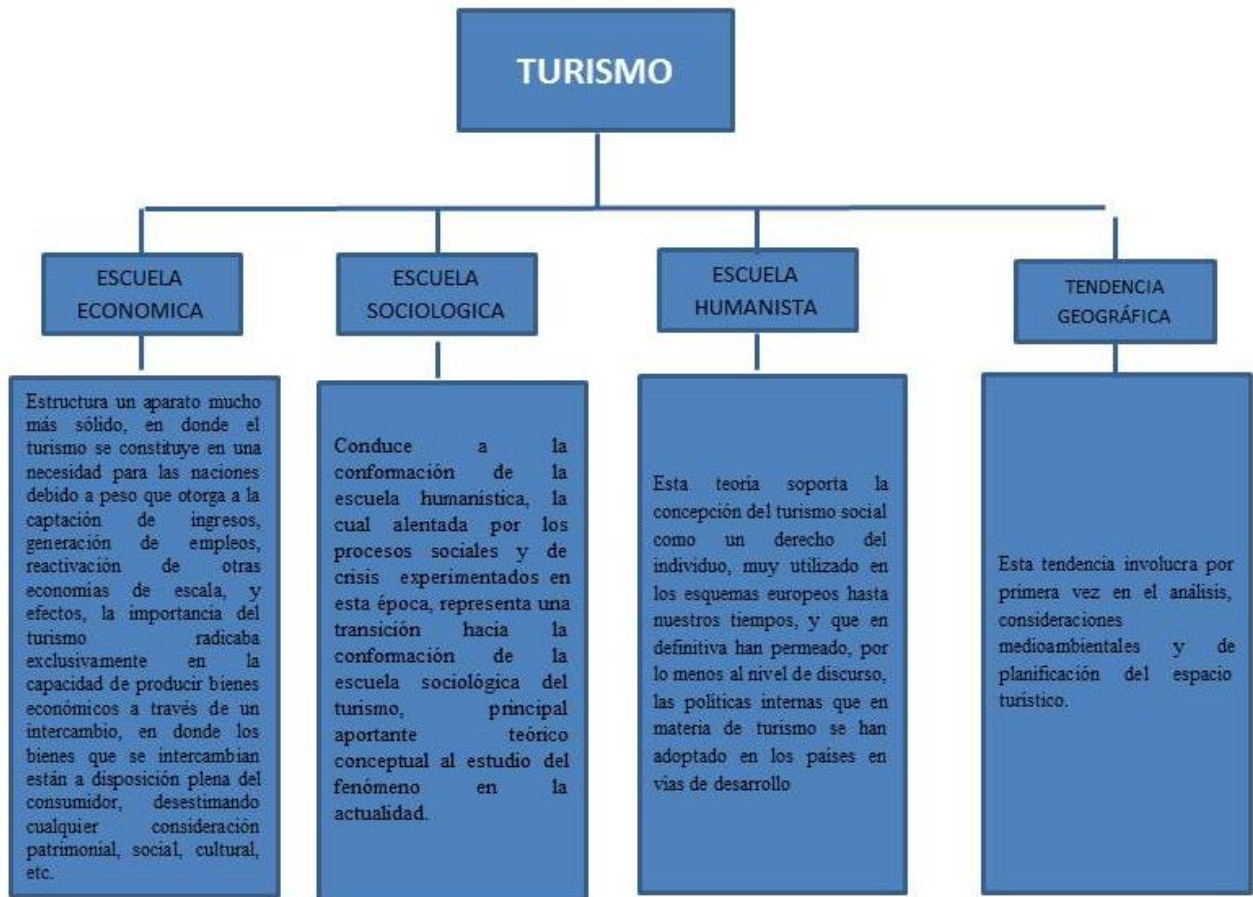 TURISMO
ESCUELA
ECONOMICA
ESCUELA
SOCIOLOGICA
ESCUELA
HUMANISTA
TENDENCIA
GEOGRÁFICA
Estructura un aparato mucho
más sólido, en donde el
turismo se constituye en una
necesidad para las naciones
debido a peso que otorga a la
captación de ingresos,
generación de empleos,
reactivación de otras
economías de escala, y
efectos, la importancia del
turismo radicaba
exclusivamente en la
capacidad de producir bienes
económicos a través de un
intercambio, en donde los
bienes que se intercambian
están a disposición plena del
consumidor, desestimando
cualquier consideración
patrimonial, social, cultural,
etc.
Conduce a la
conformación de la
escuela humanística, la
cual alentada por los
procesos sociales y de
crisis experimentados en
esta época, representa una
transición hacia la
conformación de la
escuela sociológica del
turismo, principal
aportante teórico
conceptual al estudio del
fenómeno en la
actualidad.
Esta teoría soporta la
concepción del turismo social
como un derecho del
individuo, muy utilizado en
los esquemas europeos hasta
nuestros tiempos, y que en
definitiva han permeado, por
lo menos al nivel de discurso,
las políticas internas que en
materia de turismo se han
adoptado en los países en
vías de desarrollo
Esta tendencia involucra por
primera vez en el análisis,
consideraciones
medioambientales y de
planificación del espacio
turístico.